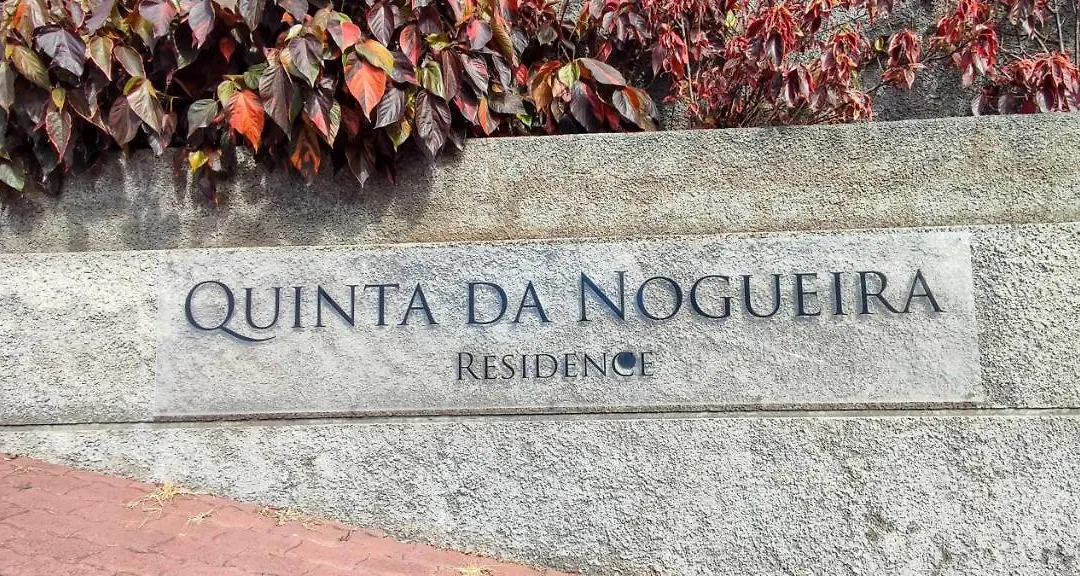 QUINTA DA NOGUEIRA
RESIDENCE